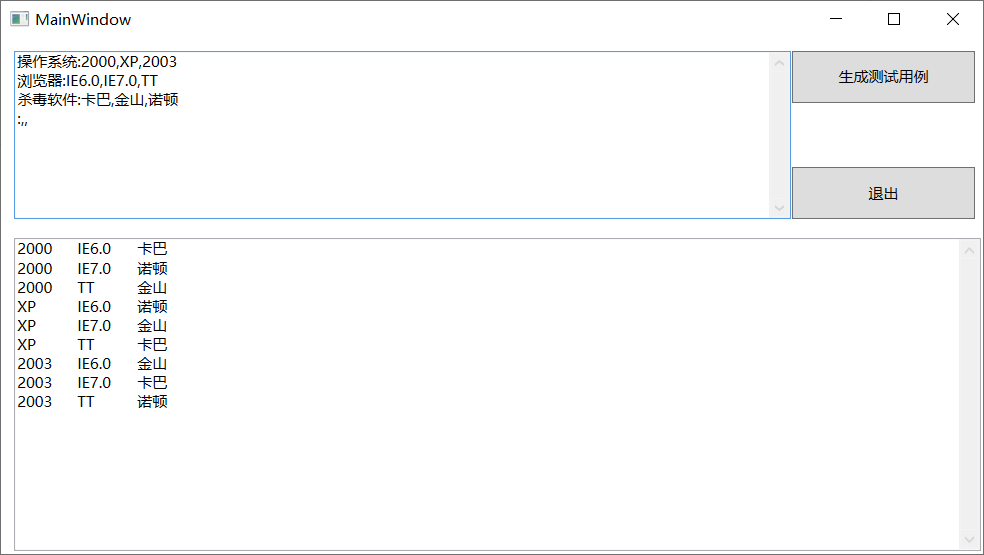 MainWindow
操作系统:2000,XP,2003
浏览器:IE6.0,IE7.0,TT
杀毒软件:卡巴,金山,诺顿
:,,
生成测试用例
退出
2000 IE6.0 卡巴
2000 IE7.0 诺顿
2000 TT 金山
XP IE6.0 诺顿
XP IE7.0 金山
XP TT 卡巴
2003 IE6.0 金山
2003 IE7.0 卡巴
2003 TT 诺顿